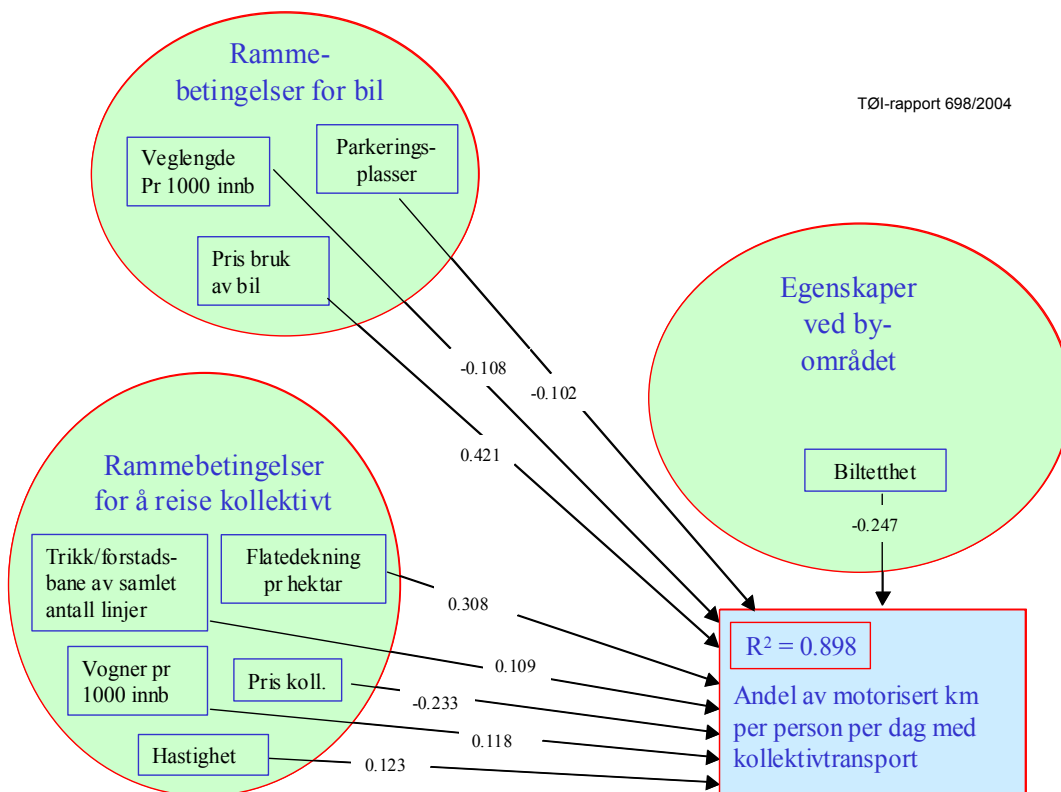 Ramme-
betingelser for bil
TØI-rapport 698/2004
Veglengde
Pr 1000 innb
Parkerings-
plasser
Pris bruk
av bil
Egenskaper
ved by-
området
-0.108
-0.102
0.421
Rammebetingelser
for å reise kollektivt
Biltetthet
-0.247
Trikk/forstads-
bane av samlet
antall linjer
Flatedekning
pr hektar
0.308
0.109
Vogner pr
1000 innb
Pris koll.
-0.233
0.118
Hastighet
0.123
R² = 0.898
Andel av motorisert km
per person per dag med
kollektivtransport